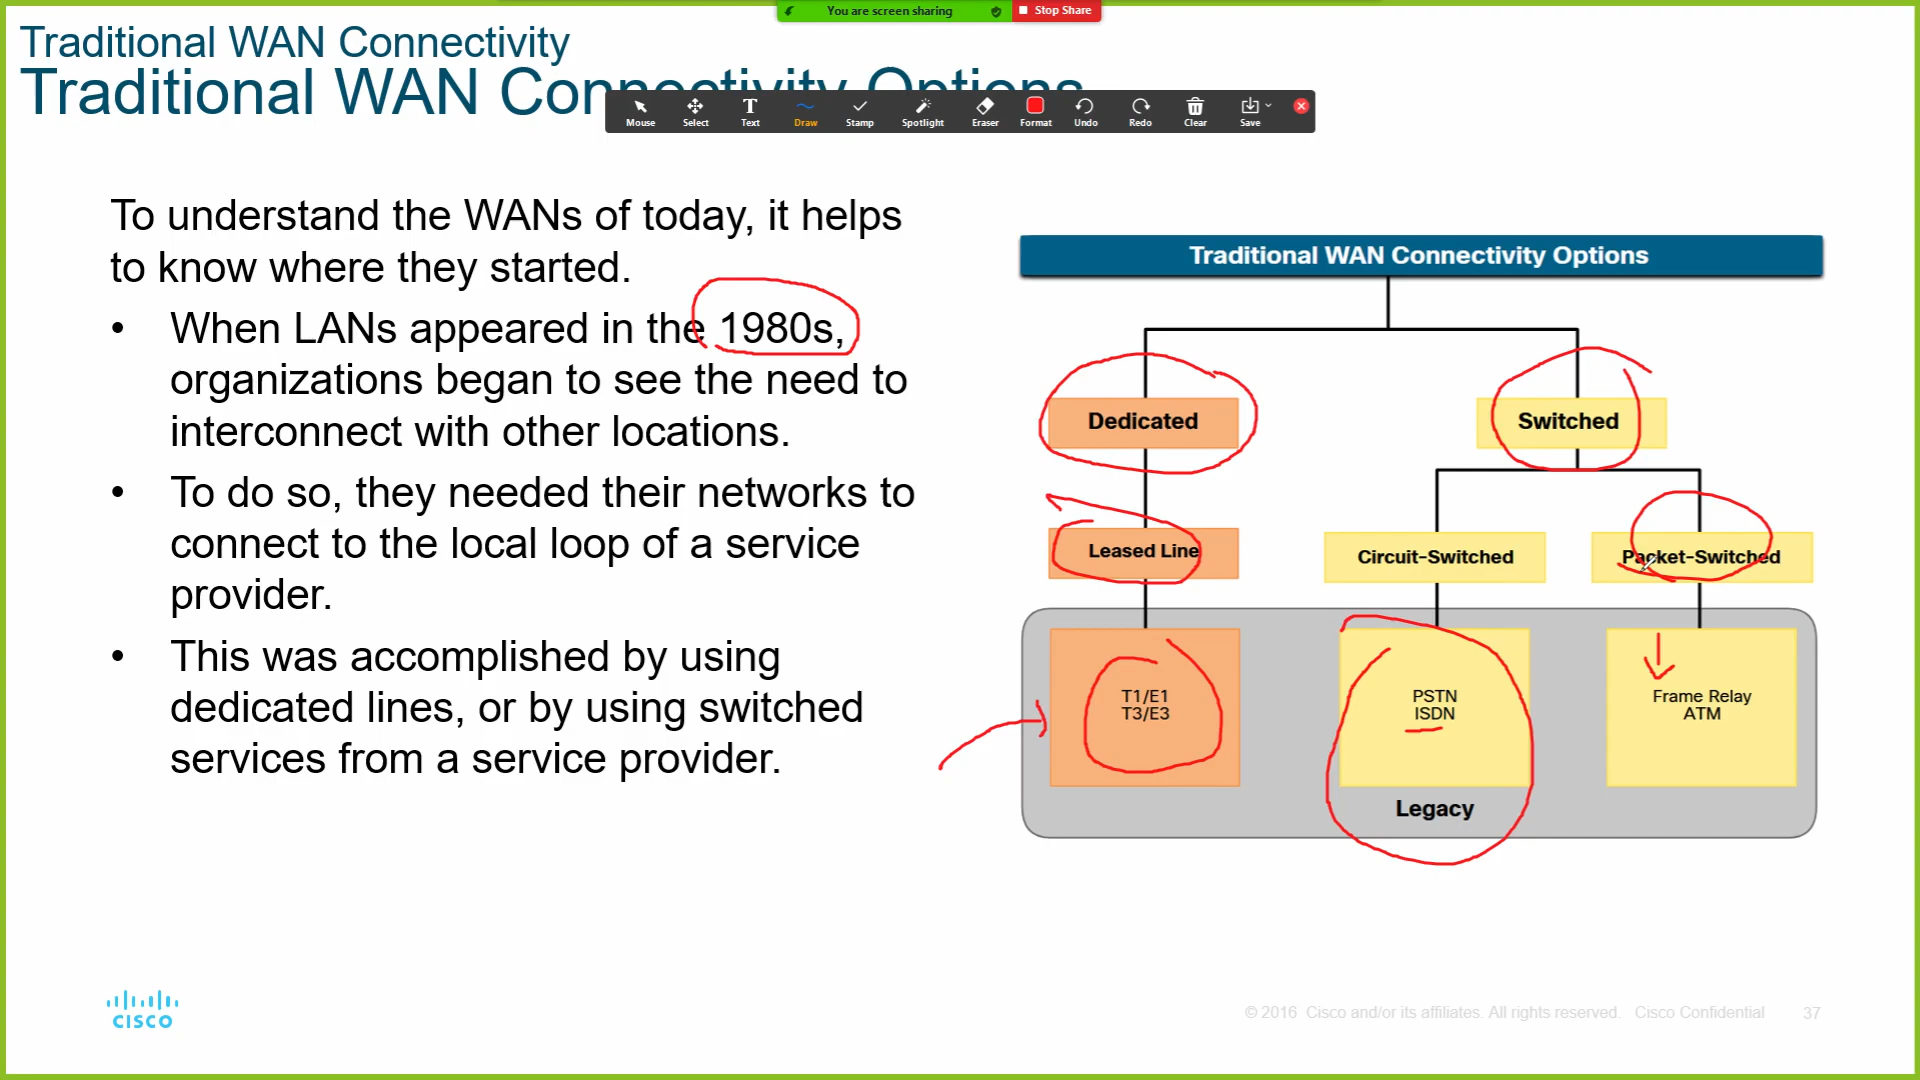 You are screen sharing
Stop Share
Traditional WAN Connectivity
Traditional WAN Connectivity Options
Mouse Select Text Draw Stamp Spotlight Eraser Format Undo Redo Clear Save
To understand the WANs of today, it helps
to know where they started.
• When LANs appeared in the 1980s,
organizations began to see the need to
interconnect with other locations.
• To do so, they needed their networks to
connect to the local loop of a service
provider.
• This was accomplished by using
dedicated lines, or by using switched
services from a service provider.
Traditional WAN Connectivity Options
Dedicated
Switched
Leased Line
Circuit-Switched
Packet-Switched
T1/E1
T3/E3
PSTN
ISDN
Frame Relay
ATM
Legacy
CISCO
© 2016 Cisco and/or its affiliates. All rights reserved. Cisco Confidential
37